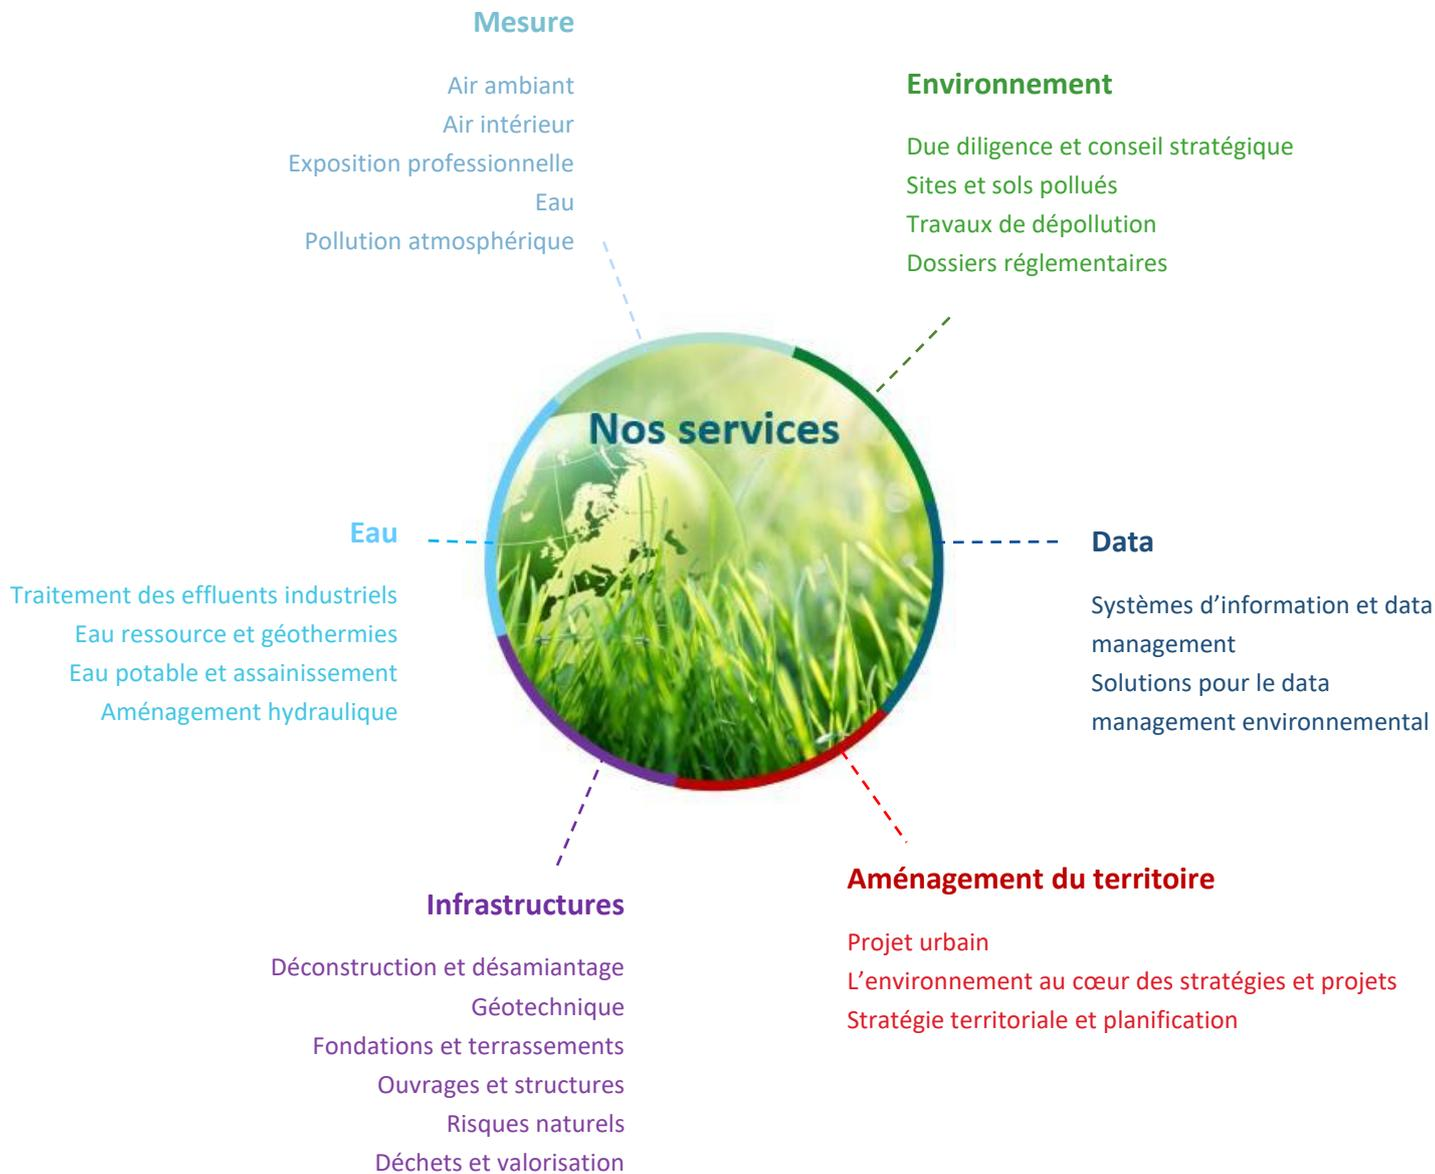 Mesure
Air ambiant
Air intérieur
Exposition professionnelle
Eau
Pollution atmosphérique
Environnement
Due diligence et conseil stratégique
Sites et sols pollués
Travaux de dépollution
Dossiers réglementaires
Nos services
Eau
Traitement des effluents industriels
Eau ressource et géothermies
Eau potable et assainissement
Aménagement hydraulique
Data
Systèmes d’information et data
management
Solutions pour le data
management environnemental
Infrastructures
Déconstruction et désamiantage
Géotechnique
Fondations et terrassements
Ouvrages et structures
Risques naturels
Déchets et valorisation
Aménagement du territoire
Projet urbain
L’environnement au cœur des stratégies et projets
Stratégie territoriale et planification